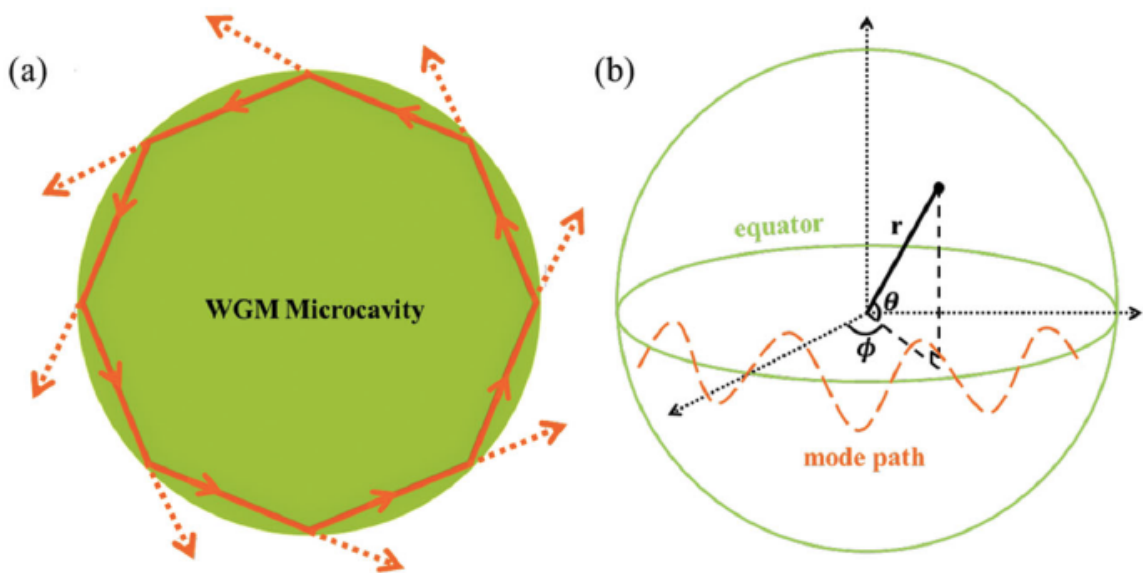 (a)
WGM Microcavity
(b)
equator
r
θ
ϕ
mode path